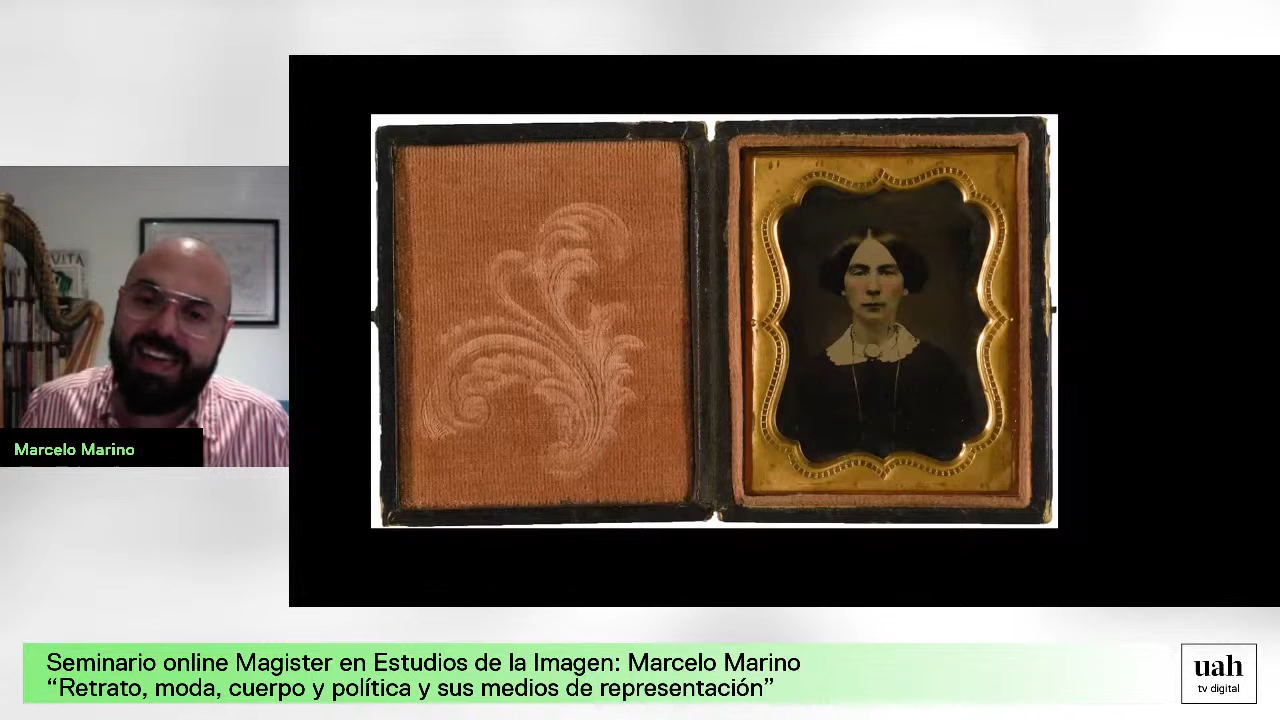 VITA
Marcelo Marino
Seminario online Magister en Estudios de la Imagen: Marcelo Marino
“Retrato, moda, cuerpo y política y sus medios de representación”
uah
tv digital